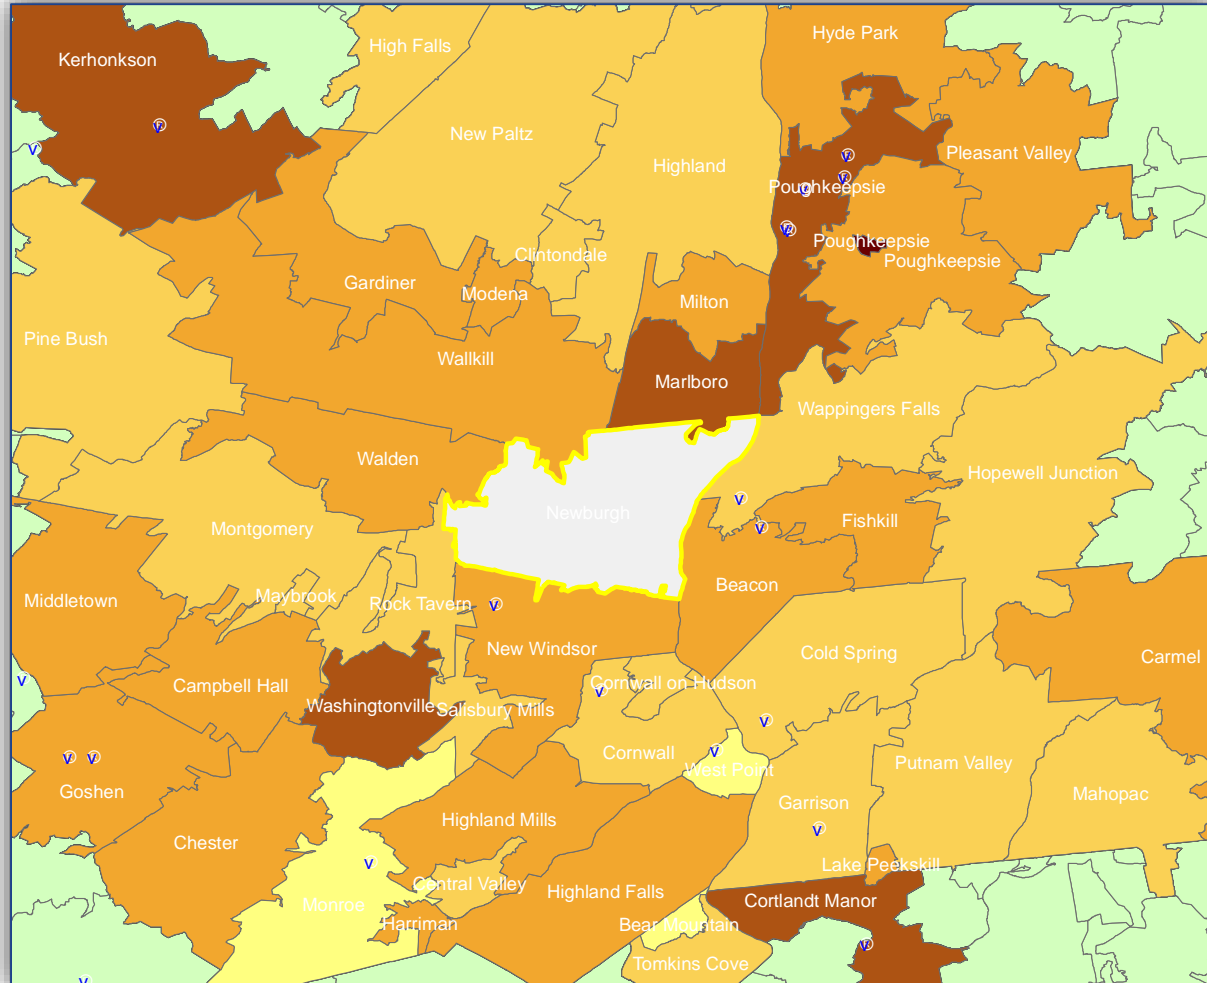 Hyde Park
High Falls
Kerhonkson
v
New Paltz
v
v
Pleasant Valley
Highland
v
Poughkeepsie
v
v
Poughkeepsie
Clintondale
Poughkeepsie
Gardiner
Modena
Milton
Pine Bush
Wallkill
Marlboro
Wappingers Falls
Walden
Hopewell Junction
v
Newburgh
Fishkill
v
Montgomery
Beacon
Maybrook
Middletown
Rock Tavern
v
New Windsor
Cold Spring
Carmel
v
Campbell Hall
Cornwall on Hudson
v
Washingtonville
Salisbury Mills
v
Cornwall
v
v
v
West Point
Putnam Valley
Goshen
Mahopac
Garrison
Highland Mills
v
Chester
v
Lake Peekskill
Central Valley
Highland Falls
Monroe
Cortlandt Manor
Harriman
Bear Mountain
v
Tomkins Cove
v